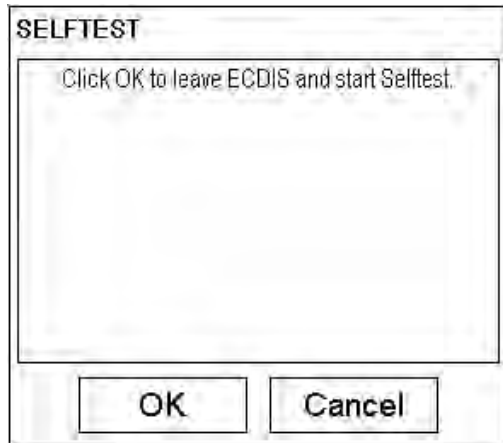 SELFTEST
Click OK to leave ECDIS and start Selftest.
OK
Cancel